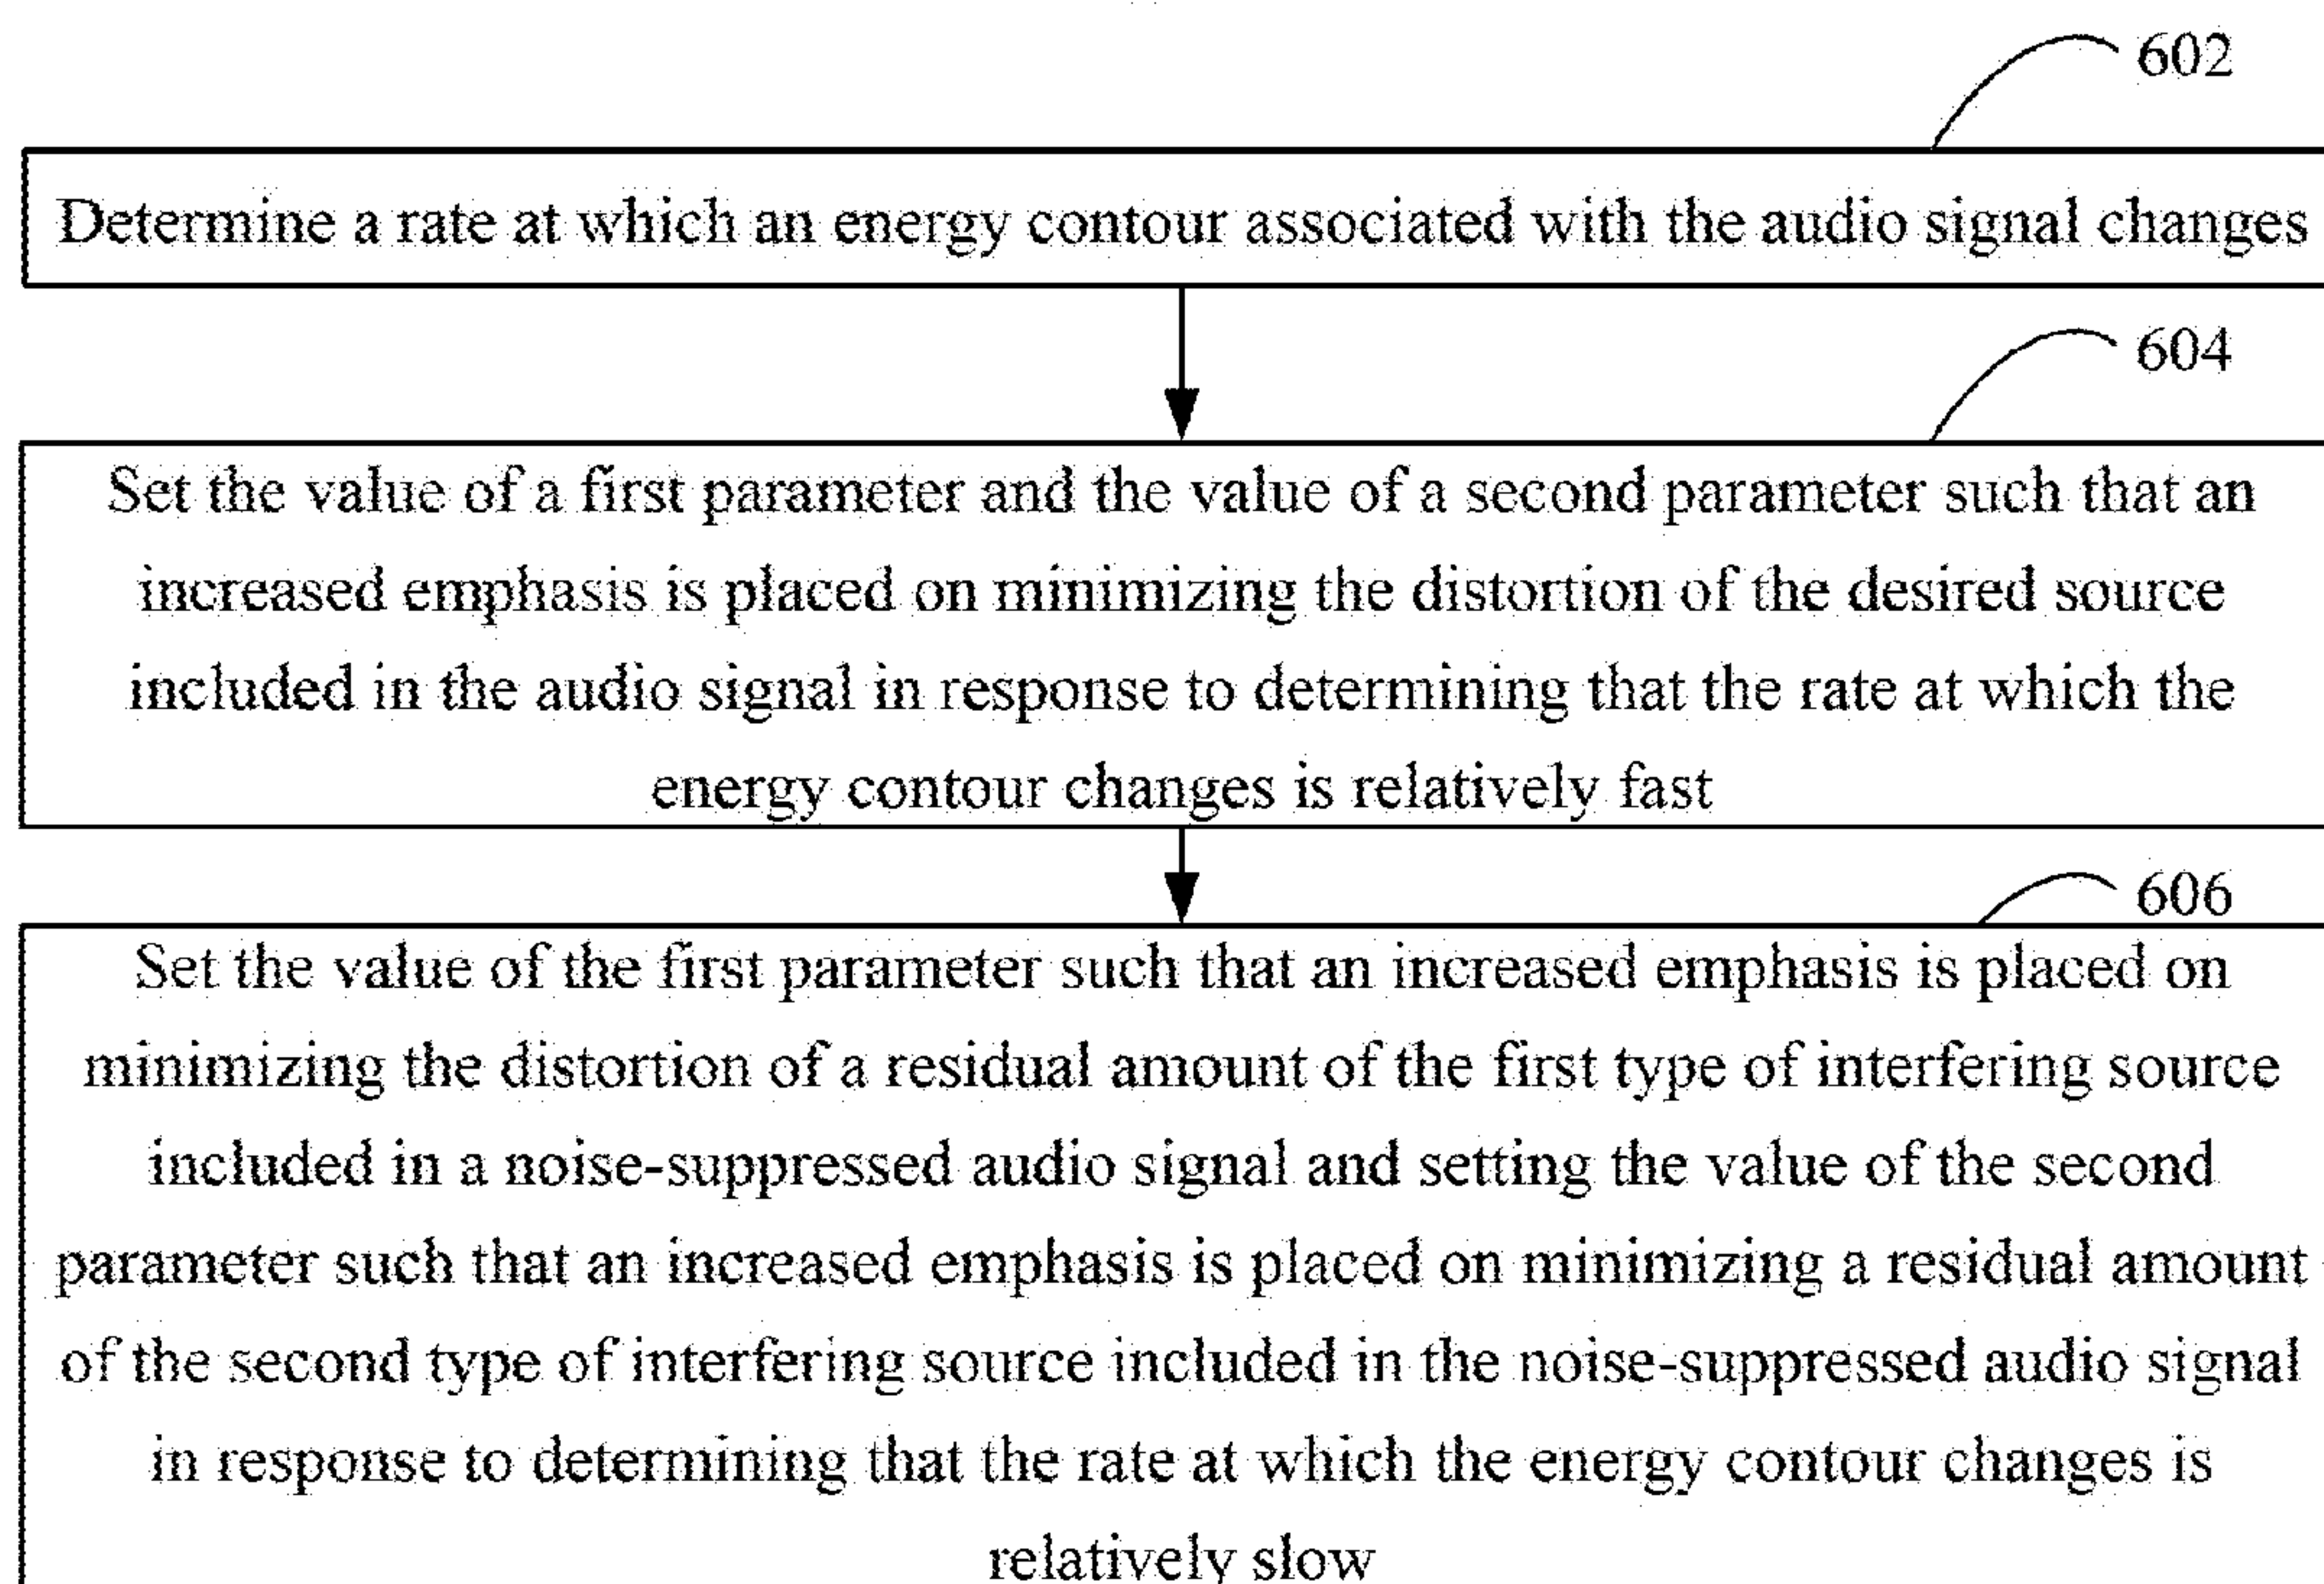 602
Determine a rate at which an energy contour associated with the audio signal changes
604
Set the value of a first parameter and the value of a second parameter such that an
increased emphasis is placed on minimizing the distortion of the desired source
included in the audio signal in response to determining that the rate at which the
energy contour changes is relatively fast
606
Set the value of the first parameter such that an increased emphasis is placed on
minimizing the distortion of a residual amount of the first type of interfering source
included in a noise-suppressed audio signal and setting the value of the second
parameter such that an increased emphasis is placed on minimizing a residual amount
of the second type of interfering source included in the noise-suppressed audio signal
in response to determining that the rate at which the energy contour changes is
relatively slow